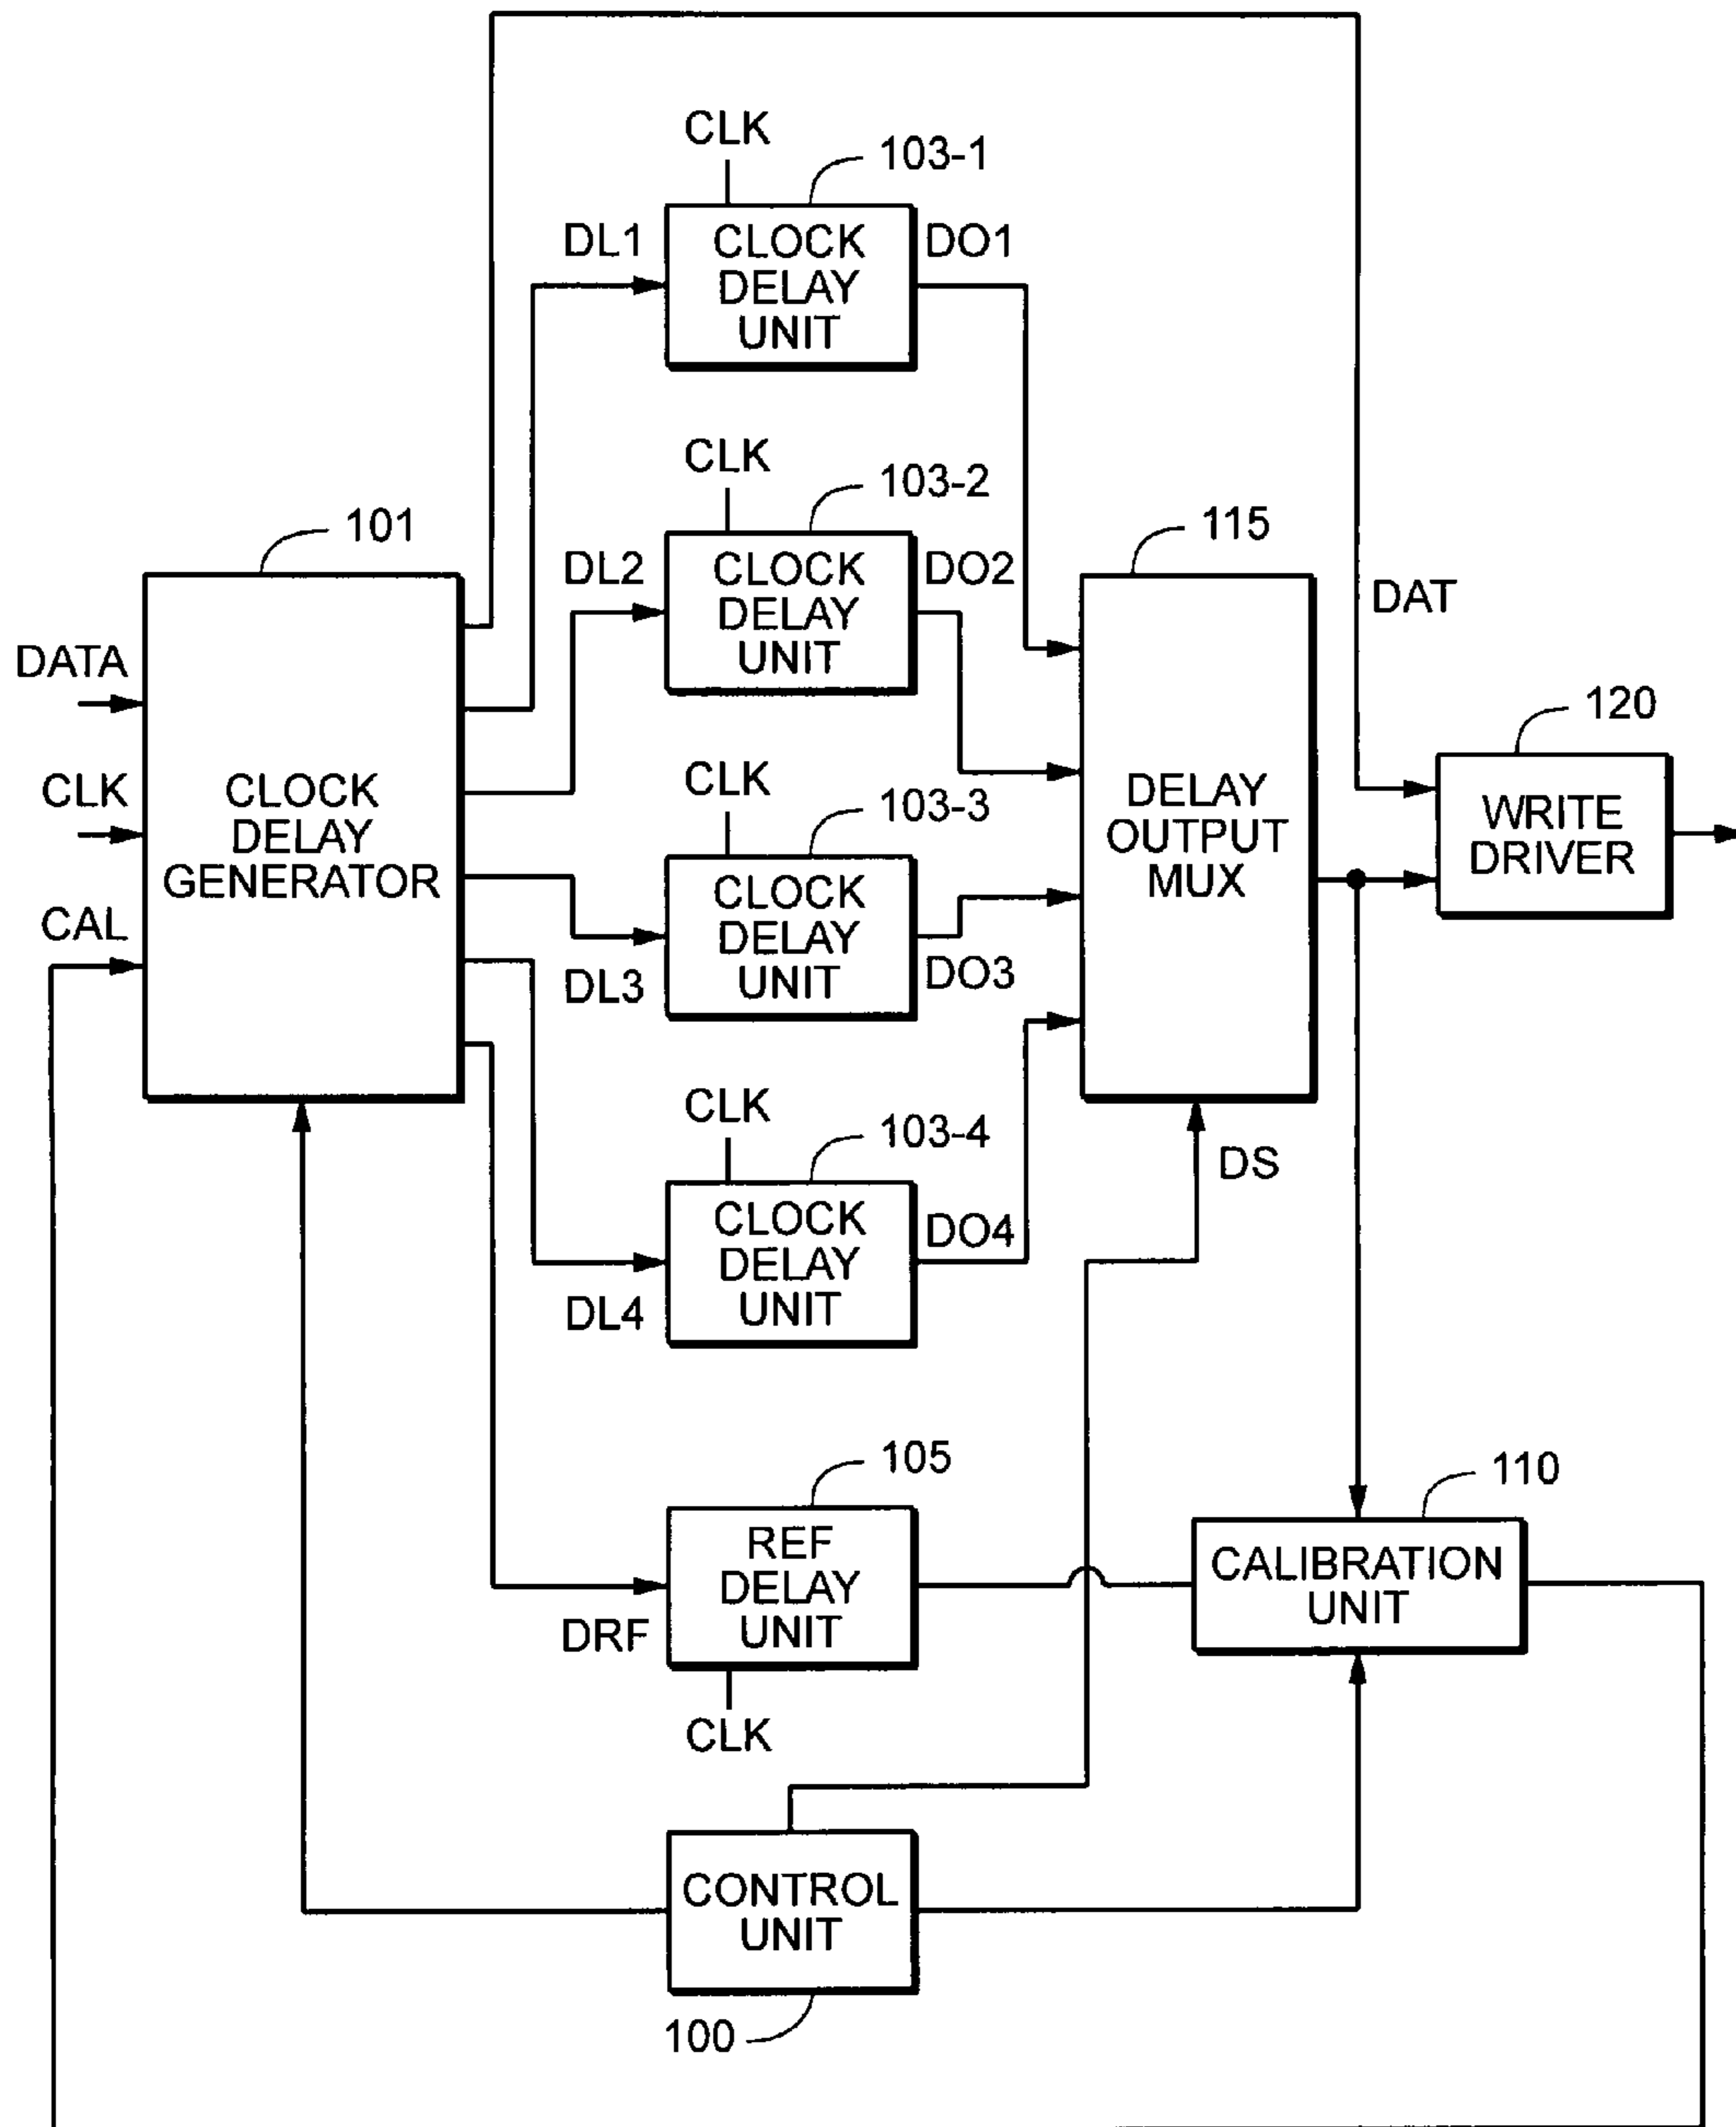 CLK
103-1
DL1
CLOCK
DELAY
UNIT
DO1
CLK
103-2
DL2
CLOCK
DELAY
UNIT
DO2
101
115
DATA
CLK
CAL
CLOCK
DELAY
GENERATOR
CLK
103-3
CLOCK
DELAY
UNIT
DL3
DO3
DELAY
OUTPUT
MUX
DAT
120
WRITE
DRIVER
CLK
103-4
CLOCK
DELAY
UNIT
DL4
DO4
DS
105
REF
DELAY
UNIT
DRF
CLK
110
CALIBRATION
UNIT
CONTROL
UNIT
100